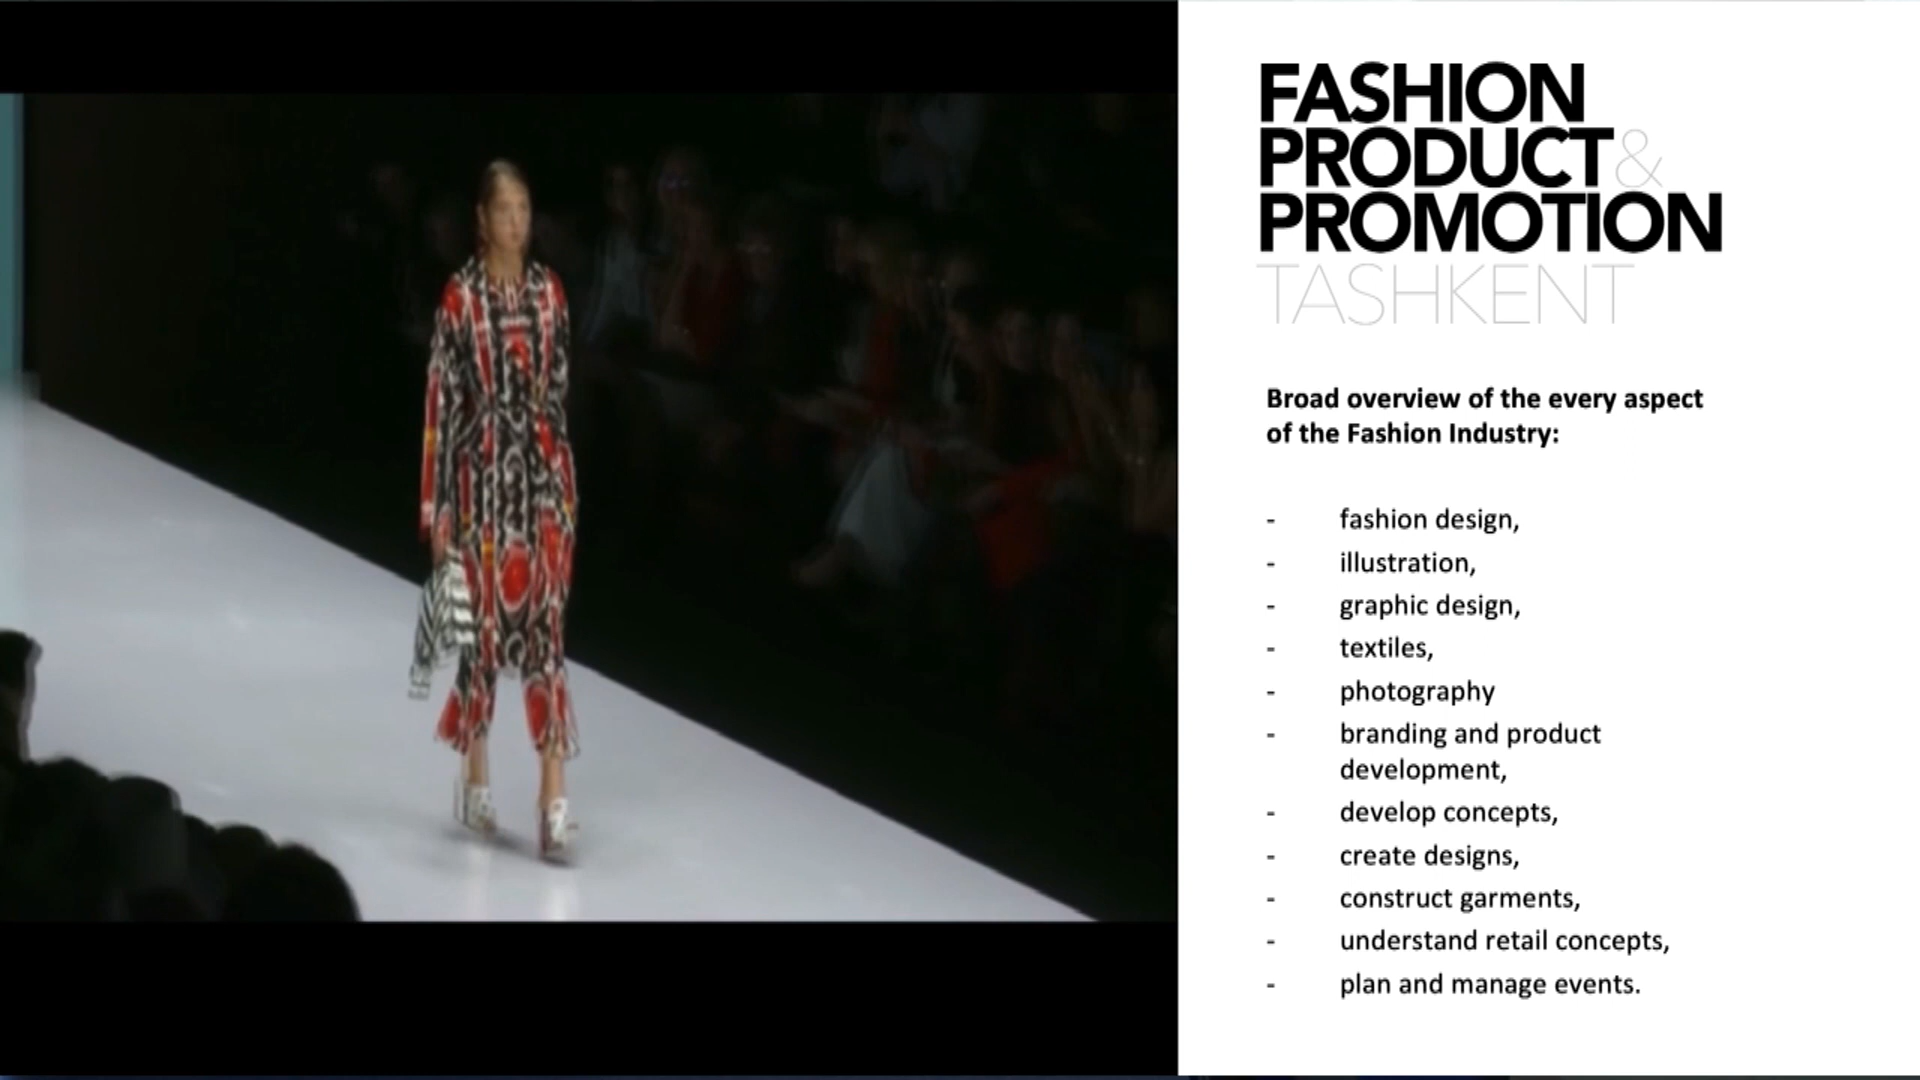 FASHION
PRODUCT &
PROMOTION
TASHKENT
Broad overview of the every aspect
of the Fashion Industry:
- fashion design,
- illustration,
- graphic design,
- textiles,
- photography
- branding and product
development,
- develop concepts,
- create designs,
- construct garments,
- understand retail concepts,
- plan and manage events.